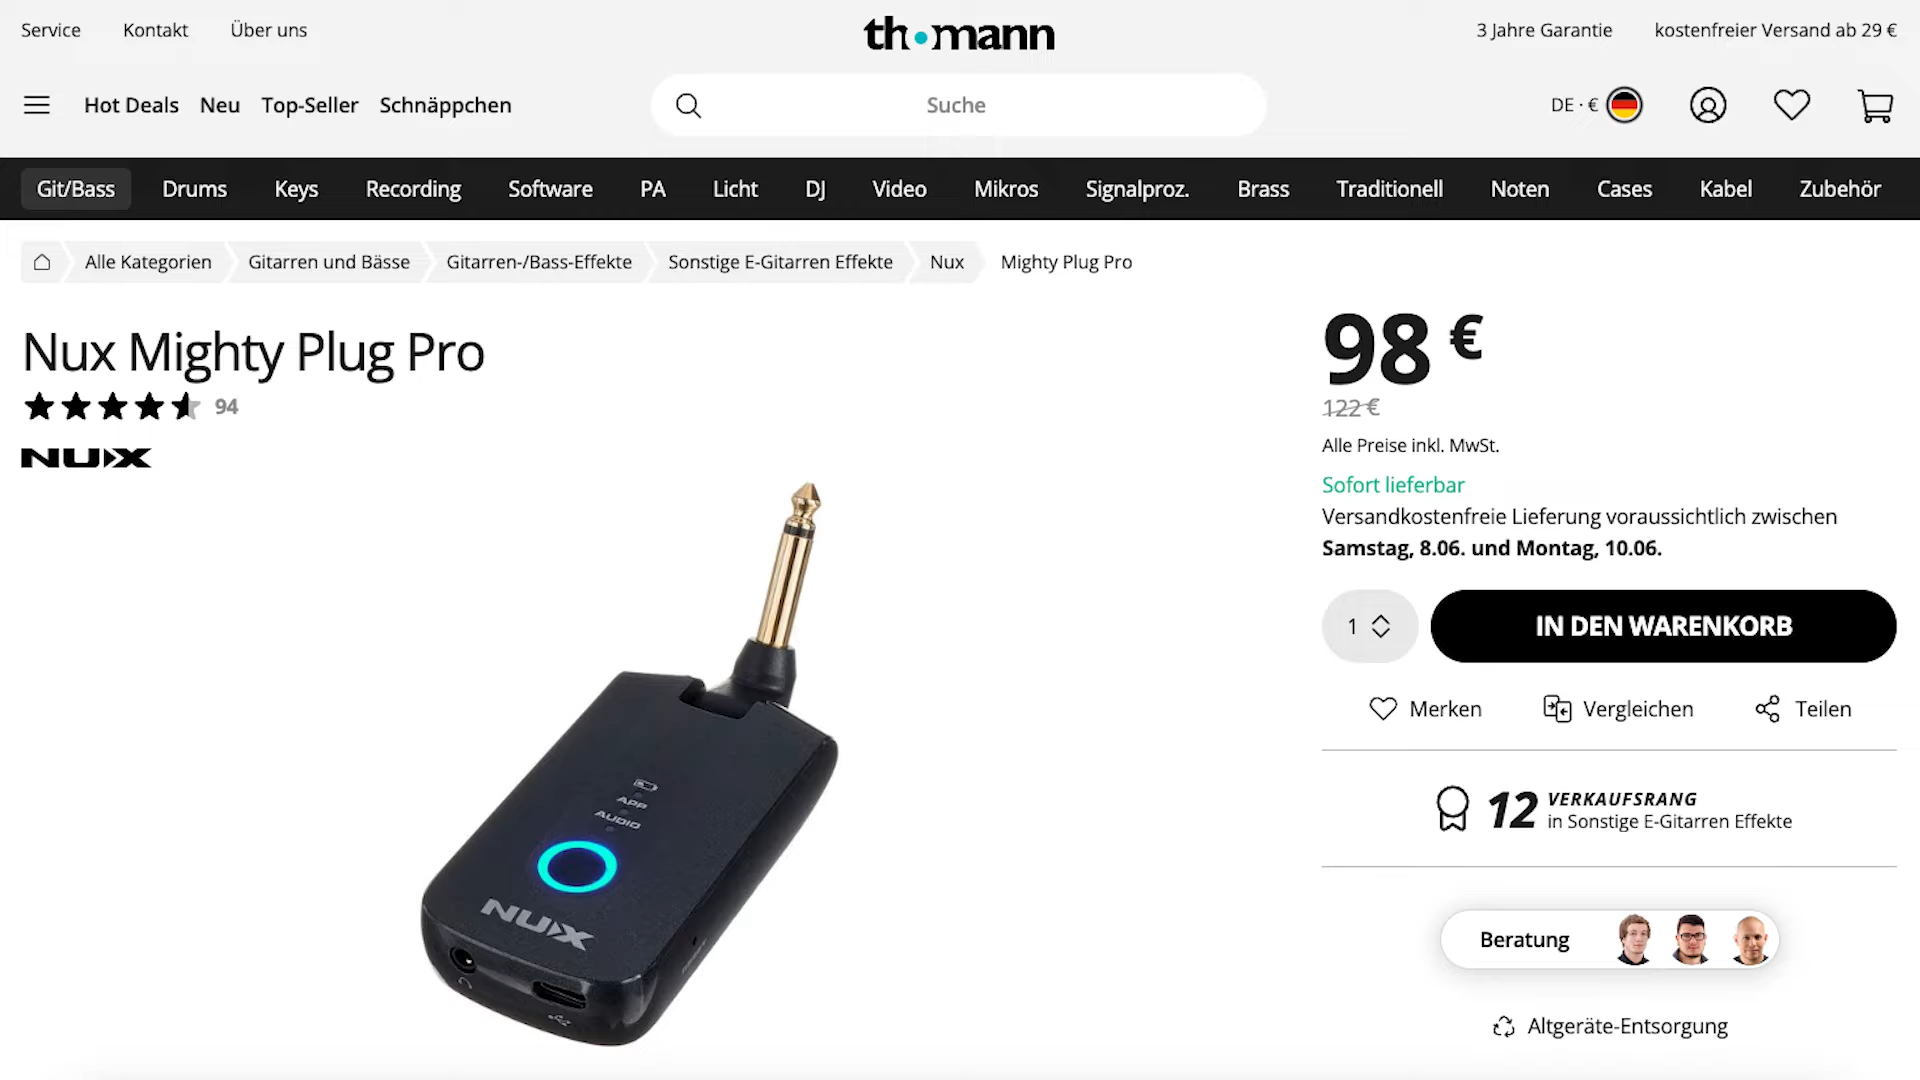 Service Kontakt Über uns
thomann
3 Jahre Garantie kostenfreier Versand ab 29 €
Hot Deals Neu Top-Seller Schnäppchen
Suche
DE · €
Git/Bass Drums Keys Recording Software PA Licht DJ Video Mikros Signalproz. Brass Traditionell Noten Cases Kabel Zubehör
Alle Kategorien Gitarren und Bässe Gitarren-/Bass-Effekte Sonstige E-Gitarren Effekte Nux Mighty Plug Pro
Nux Mighty Plug Pro
94
NUX
APP
AUDIO
NUX
98 €
122 €
Alle Preise inkl. MwSt.
Sofort lieferbar
Versandkostenfreie Lieferung voraussichtlich zwischen
Samstag, 8.06. und Montag, 10.06.
1 IN DEN WARENKORB
Merken Vergleichen Teilen
12 VERKAUFSRANG
in Sonstige E-Gitarren Effekte
Beratung
Altgeräte-Entsorgung